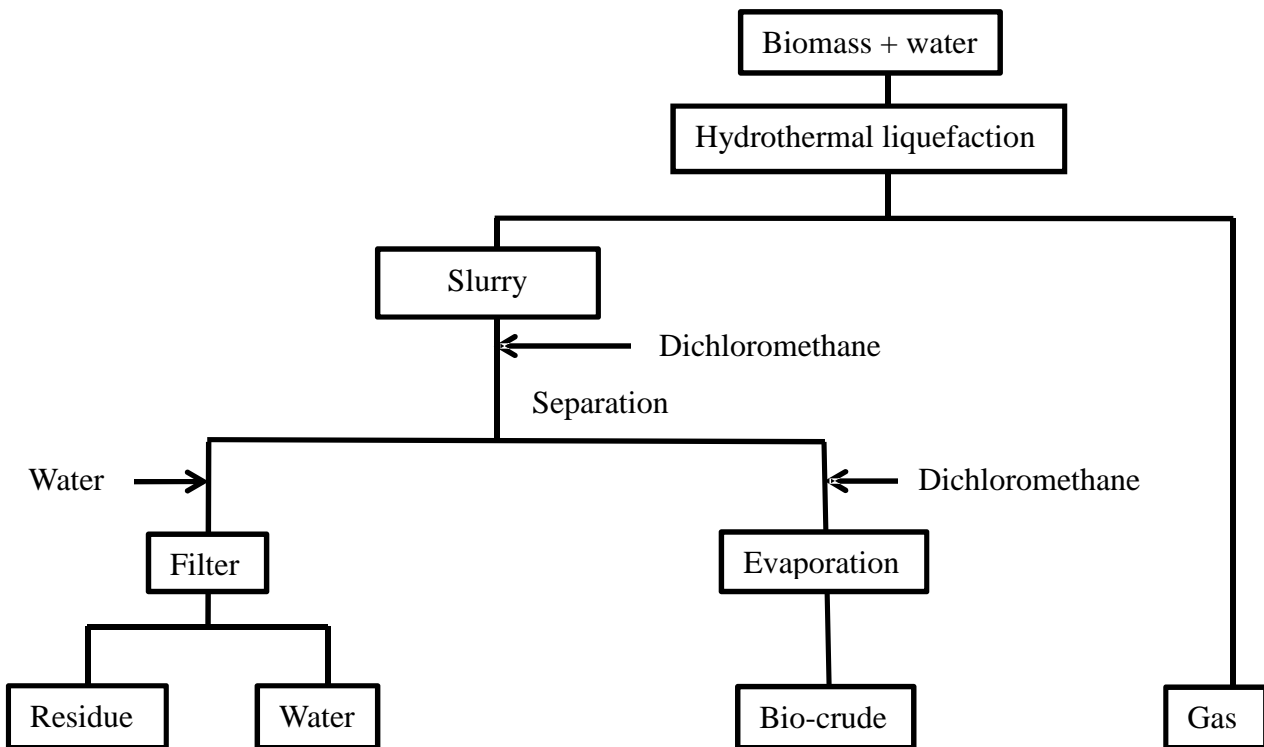 Biomass + water
Hydrothermal liquefaction
Slurry
Dichloromethane
Separation
Water
Dichloromethane
Filter
Evaporation
Residue
Water
Bio-crude
Gas